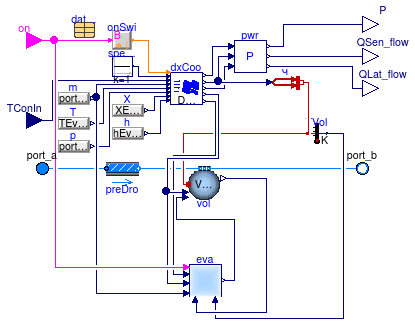 P
on
dat...
onSwi
B
pwr
QSen_flow
spe
k=1
dxCoo
P
q
QLat_flow
m
port...
D...
TConIn
X
XE...
Vol
T
TEv...
h
hEv...
K
p
port...
port_a
port_b
preDro
V...
vol
eva